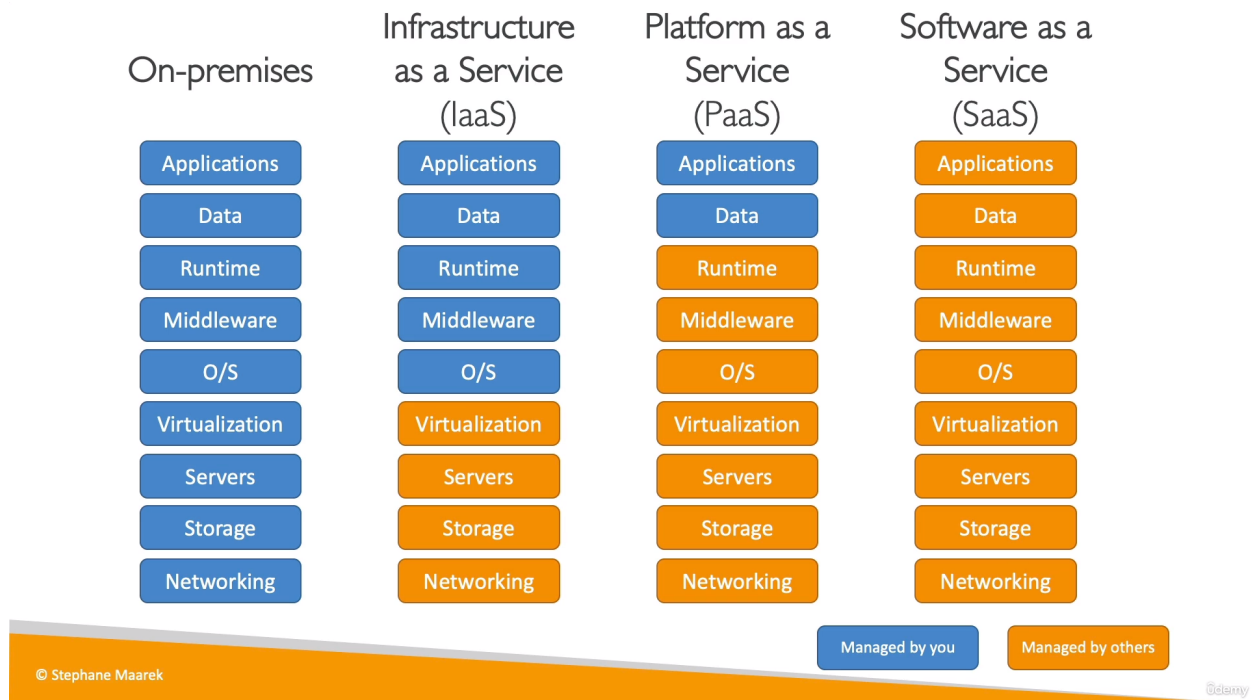 On-premises
Infrastructure
as a Service
(IaaS)
Platform as a
Service
(PaaS)
Software as a
Service
(SaaS)
Applications
Data
Runtime
Middleware
O/S
Virtualization
Servers
Storage
Networking
Applications
Data
Runtime
Middleware
O/S
Virtualization
Servers
Storage
Networking
Applications
Data
Runtime
Middleware
O/S
Virtualization
Servers
Storage
Networking
Applications
Data
Runtime
Middleware
O/S
Virtualization
Servers
Storage
Networking
Managed by you
Managed by others
© Stephane Maarek
ûdemy